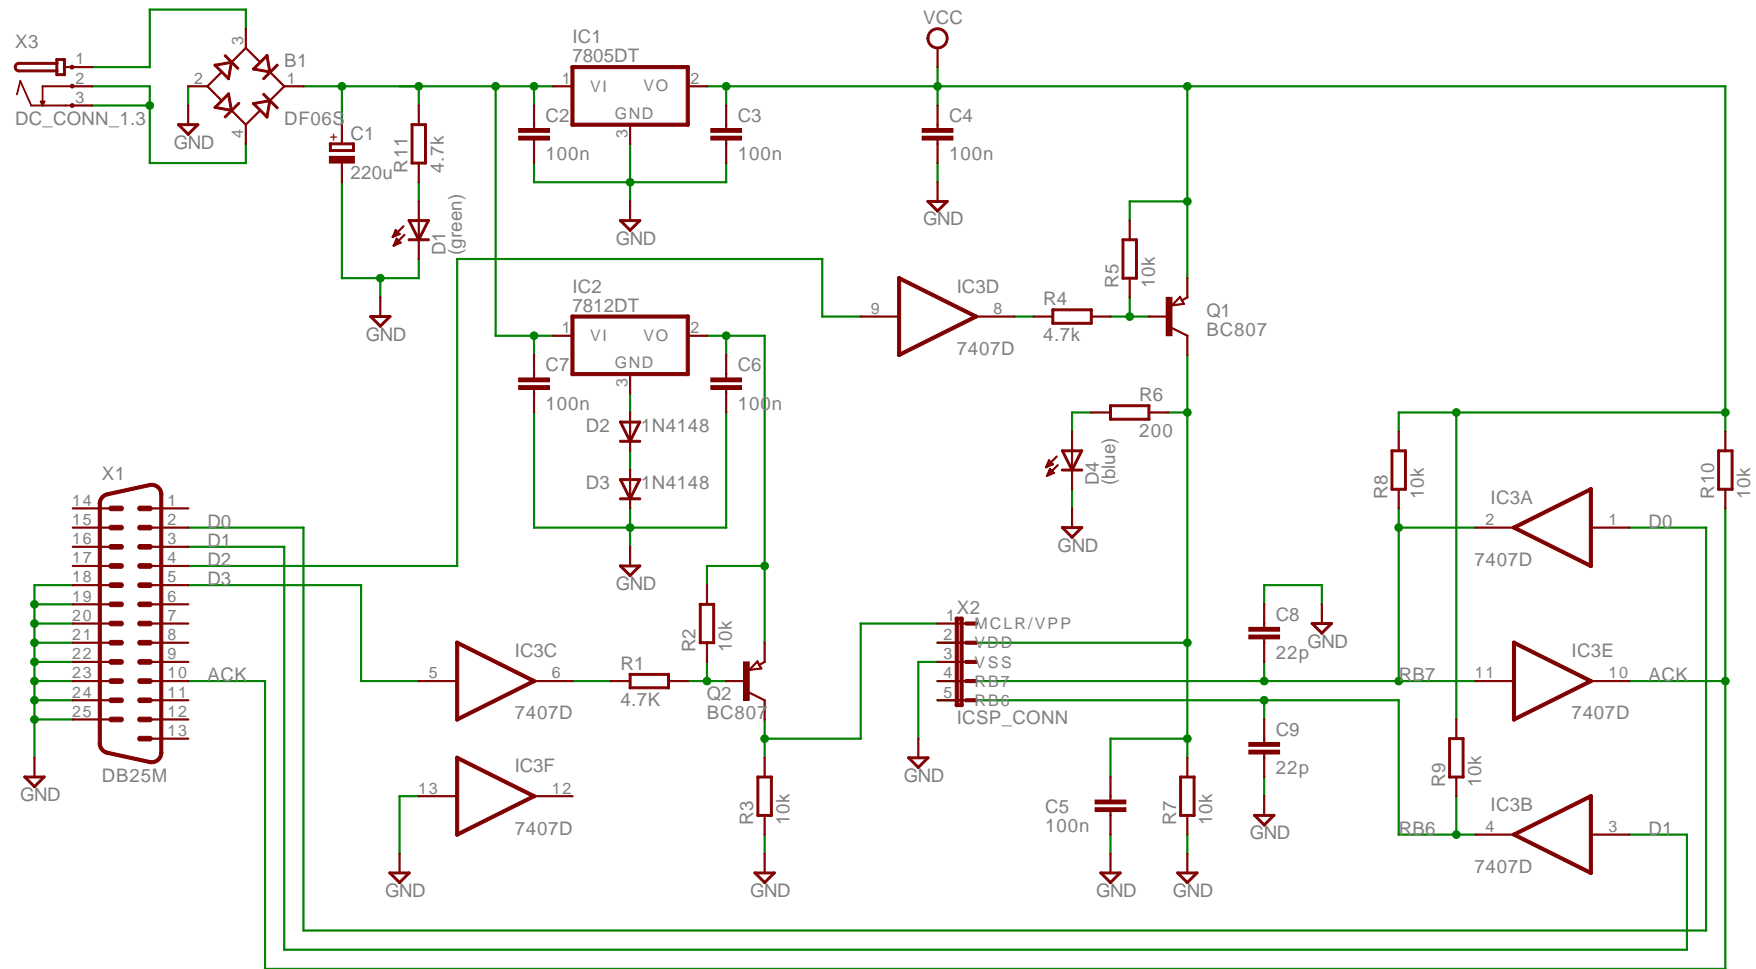 X3
1
2
3
DC_CONN_1.3
3
2
1
4
B1
DF06S
GND
C1
+
220u
R11
4.7k
D1
(green)
GND
IC1
7805DT
1
VI
VO
2
GND
3
C2
100n
C3
100n
GND
VCC
C4
100n
GND
IC2
7812DT
1
VI
VO
2
GND
3
C7
100n
C6
100n
D2
1N4148
D3
1N4148
GND
9
IC3D
8
7407D
R4
4.7k
R5
10k
Q1
BC807
R6
200
D4
(blue)
GND
X1
14
15
16
17
18
19
20
21
22
23
24
25
1
2
3
4
5
6
7
8
9
10
11
12
13
D0
D1
D2
D3
ACK
DB25M
GND
5
IC3C
6
7407D
R1
4.7K
R2
10k
Q2
BC807
13
IC3F
12
7407D
GND
R3
10k
GND
X2
1
MCLR/VPP
2
VDD
3
VSS
4
RB7
5
RB6
ICSP_CONN
GND
C5
100n
GND
R7
10k
GND
C8
22p
GND
C9
22p
GND
R8
10k
R10
10k
IC3A
2
1
D0
7407D
RB7
11
IC3E
10
ACK
7407D
R9
10k
IC3B
RB6
4
3
D1
7407D